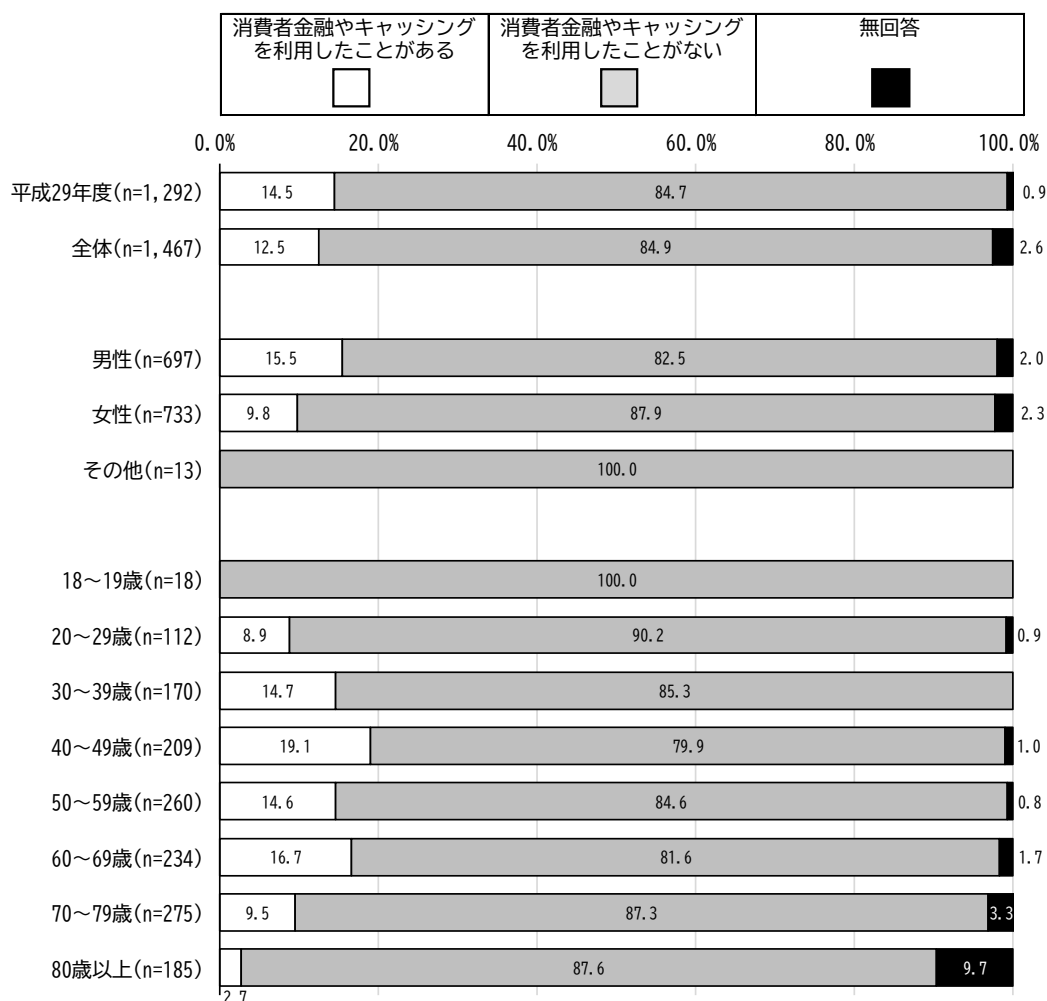 消費者金融やキャッシング
を利用したことがある
消費者金融やキャッシング
を利用したことがない
無回答
0.0% 20.0% 40.0% 60.0% 80.0% 100.0%
平成29年度(n=1,292) 14.5 84.7 0.9
全体(n=1,467) 12.5 84.9 2.6
男性(n=697) 15.5 82.5 2.0
女性(n=733) 9.8 87.9 2.3
その他(n=13) 100.0
18～19歳(n=18) 100.0
20～29歳(n=112) 8.9 90.2 0.9
30～39歳(n=170) 14.7 85.3
40～49歳(n=209) 19.1 79.9 1.0
50～59歳(n=260) 14.6 84.6 0.8
60～69歳(n=234) 16.7 81.6 1.7
70～79歳(n=275) 9.5 87.3 3.3
80歳以上(n=185) 87.6 9.7
2.7